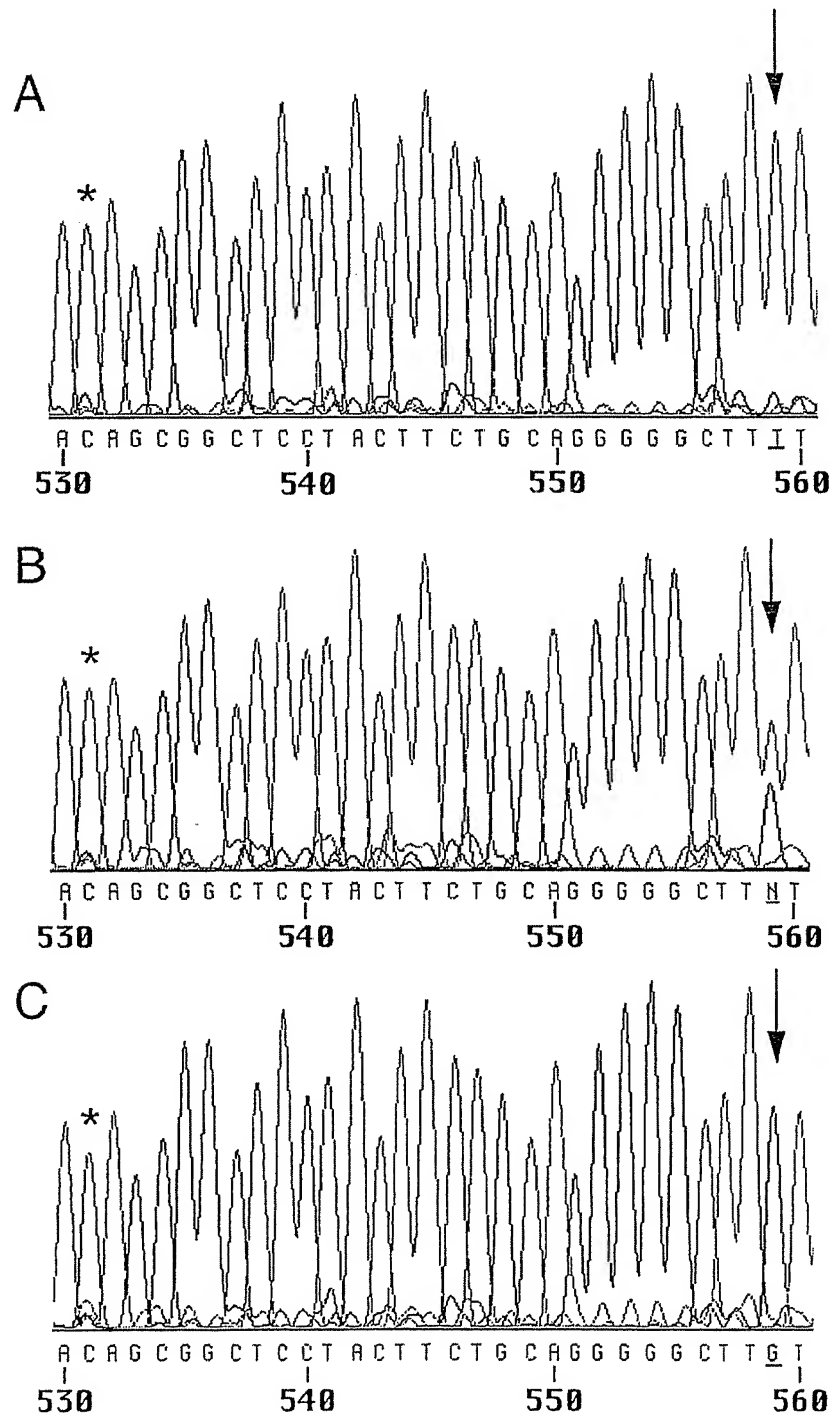 A
*
A C A G C G G C T C C T A C T T C T G C A G G G G G C T T T T
530 540 550 560
B
*
A C A G C G G C T C C T A C T T C T G C A G G G G G C T T N T
530 540 550 560
C
*
A C A G C G G C T C C T A C T T C T G C A G G G G G C T T G T
530 540 550 560